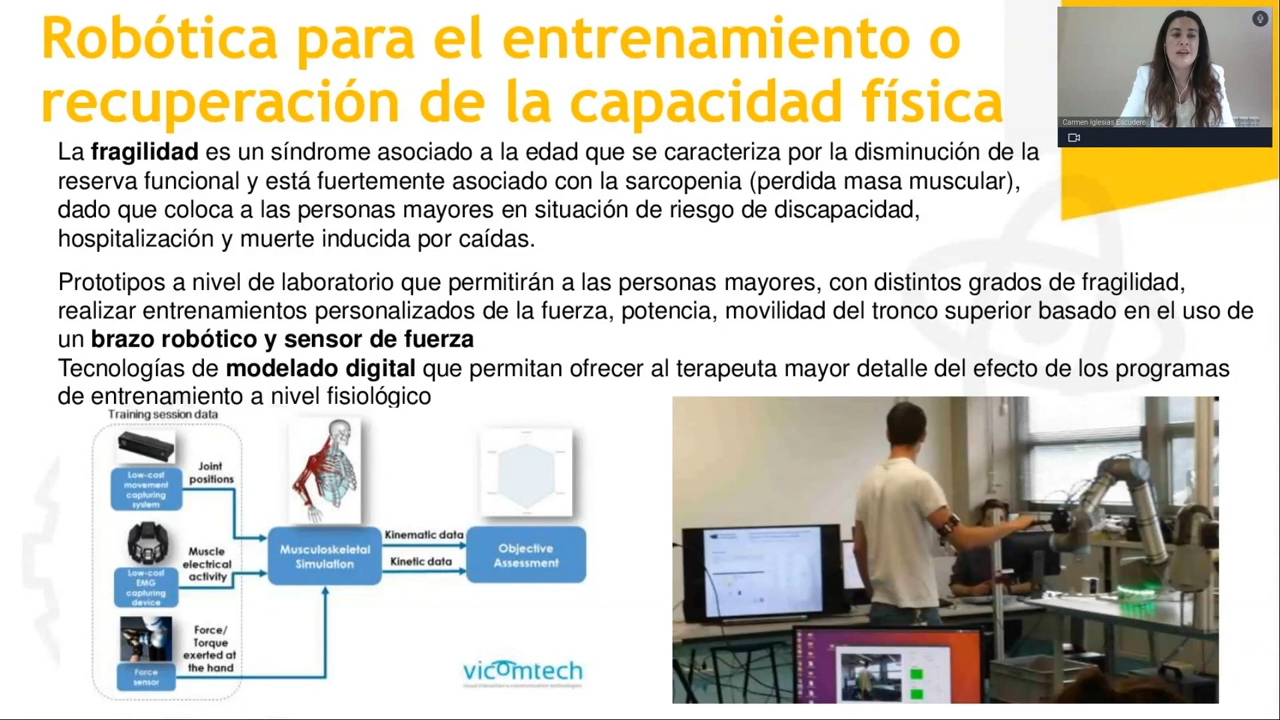 Robótica para el entrenamiento o
recuperación de la capacidad física
Carmen Iglesias Escudero
La fragilidad es un síndrome asociado a la edad que se caracteriza por la disminución de la
reserva funcional y está fuertemente asociado con la sarcopenia (perdida masa muscular),
dado que coloca a las personas mayores en situación de riesgo de discapacidad,
hospitalización y muerte inducida por caídas.
Prototipos a nivel de laboratorio que permitirán a las personas mayores, con distintos grados de fragilidad,
realizar entrenamientos personalizados de la fuerza, potencia, movilidad del tronco superior basado en el uso de
un brazo robótico y sensor de fuerza
Tecnologías de modelado digital que permitan ofrecer al terapeuta mayor detalle del efecto de los programas
de entrenamiento a nivel fisiológico
Training session data
Low-cost
movement
capturing
system
Joint
positions
Low-cost
EMG
capturing
device
Muscle
electrical
activity
Force
sensor
Force/
Torque
exerted at
the hand
Musculoskeletal
Simulation
Kinematic data
Kinetic data
Objective
Assessment
vicomtech